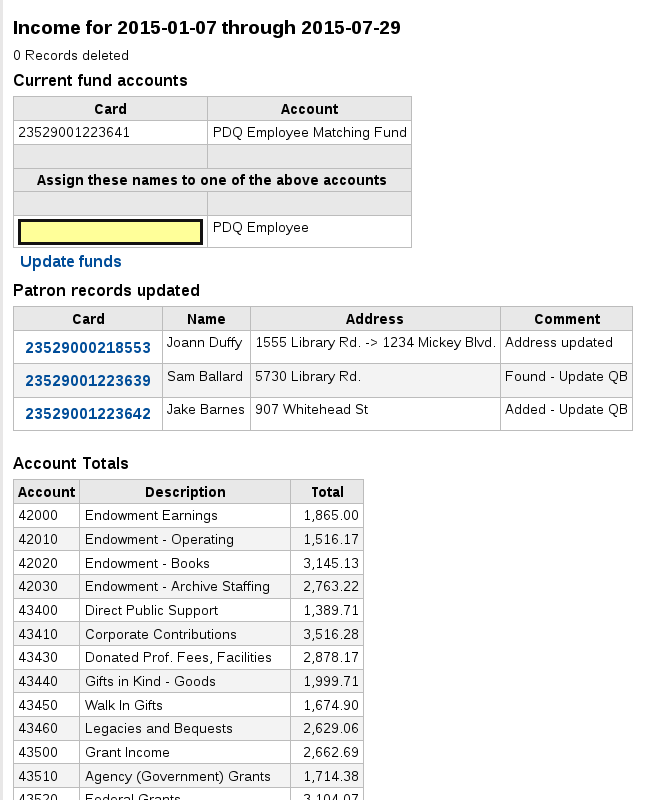 Income for 2015-01-07 through 2015-07-29
0 Records deleted
Current fund accounts
Card Account
23529001223641 PDQ Employee Matching Fund
Assign these names to one of the above accounts
PDQ Employee
Update funds
Patron records updated
Card Name Address Comment
23529000218553 Joann Duffy 1555 Library Rd. -> 1234 Mickey Blvd. Address updated
23529001223639 Sam Ballard 5730 Library Rd. Found - Update QB
23529001223642 Jake Barnes 907 Whitehead St Added - Update QB
Account Totals
Account Description Total
42000 Endowment Earnings 1,865.00
42010 Endowment - Operating 1,516.17
42020 Endowment - Books 3,145.13
42030 Endowment - Archive Staffing 2,763.22
43400 Direct Public Support 1,389.71
43410 Corporate Contributions 3,516.28
43430 Donated Prof. Fees, Facilities 2,878.17
43440 Gifts in Kind - Goods 1,999.71
43450 Walk In Gifts 1,674.90
43460 Legacies and Bequests 2,629.06
43500 Grant Income 2,662.69
43510 Agency (Government) Grants 1,714.38
43520 Federal Grants 3,104.07